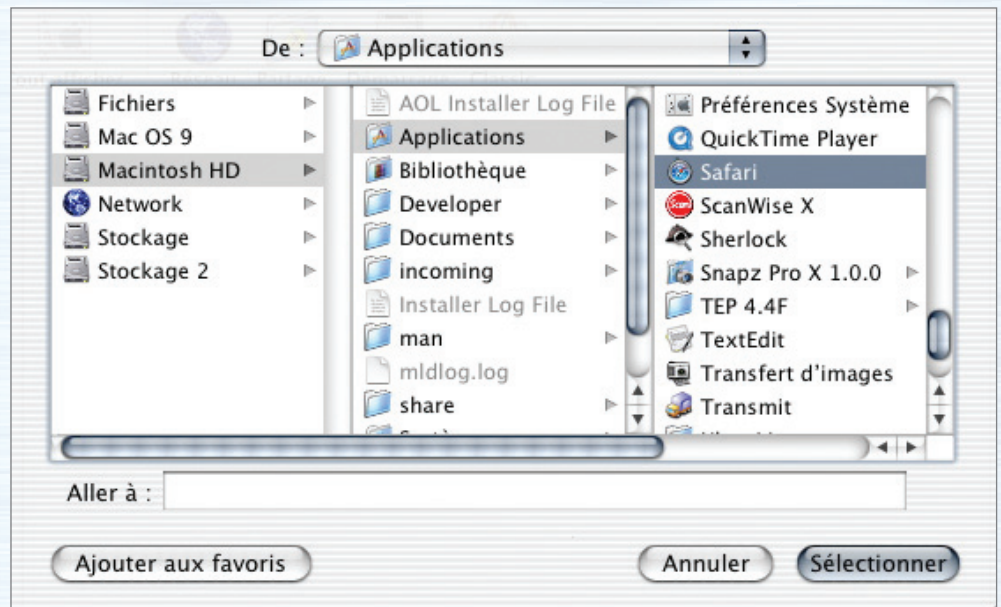 De : Applications
Fichiers
Mac OS 9
Macintosh HD
Network
Stockage
Stockage 2
AOL Installer Log File
Applications
Bibliothèque
Developer
Documents
incoming
Installer Log File
man
mldlog.log
share
Préférences Système
QuickTime Player
Safari
ScanWise X
Sherlock
Snapz Pro X 1.0.0
TEP 4.4F
TextEdit
Transfert d'images
Transmit
Aller à :
Ajouter aux favoris
Annuler
Sélectionner